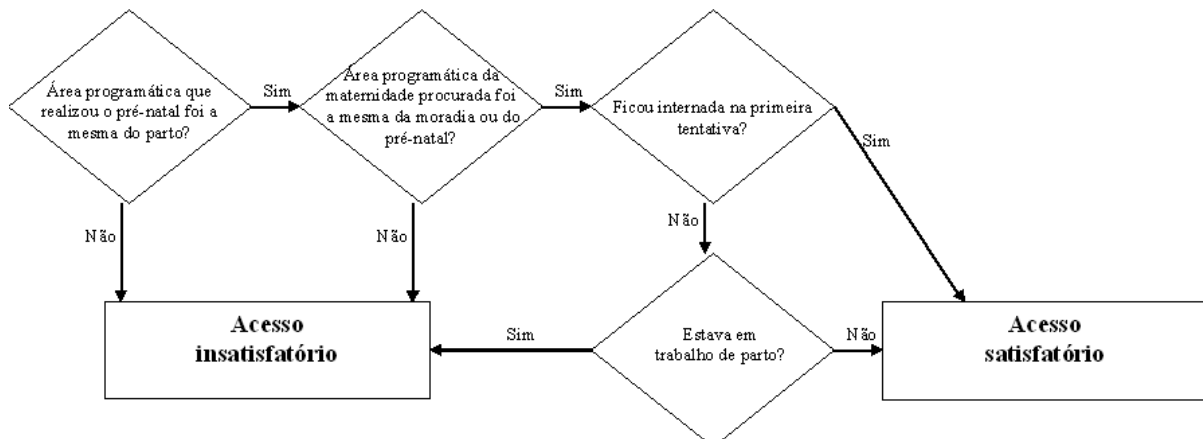 Área programática que
realizou o pré-natal foi a
mesma do parto?
Sim
Área programática da
maternidade procurada foi
a mesma da moradia ou do
pré-natal?
Sim
Ficou internada na primeira
tentativa?
Sim
Não
Não
Não
Acesso
insatisfatório
Sim
Estava em
trabalho de parto?
Não
Acesso
satisfatório